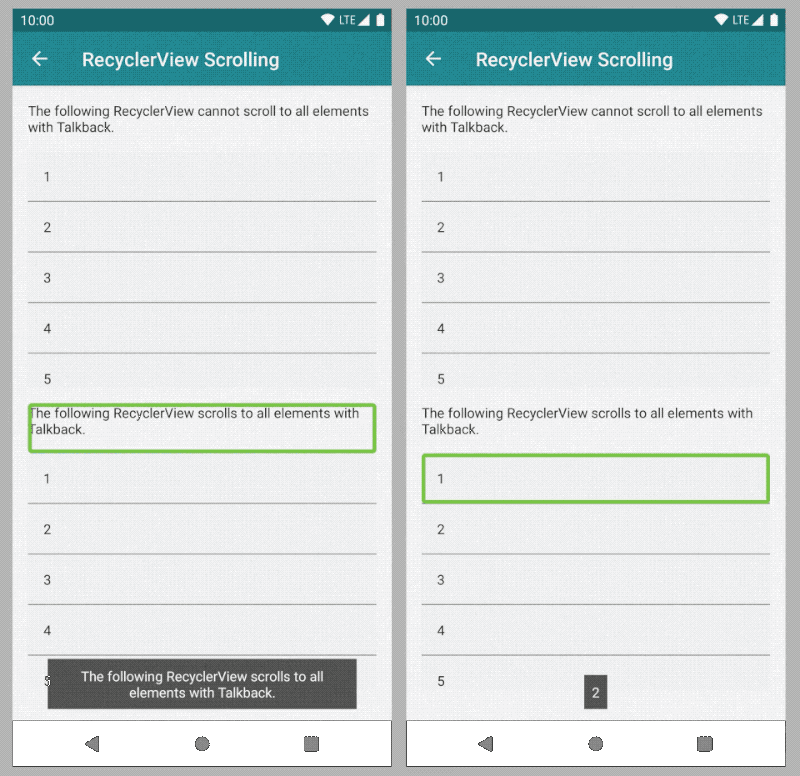 10:00 LTE
RecyclerView Scrolling
The following RecyclerView cannot scroll to all elements
with Talkback.
1
2
3
4
5
The following RecyclerView scrolls to all elements with
Talkback.
1
2
3
4
5
The following RecyclerView scrolls to all
elements with Talkback.
10:00 LTE
RecyclerView Scrolling
The following RecyclerView cannot scroll to all elements
with Talkback.
1
2
3
4
5
The following RecyclerView scrolls to all elements with
Talkback.
1
2
3
4
5
2